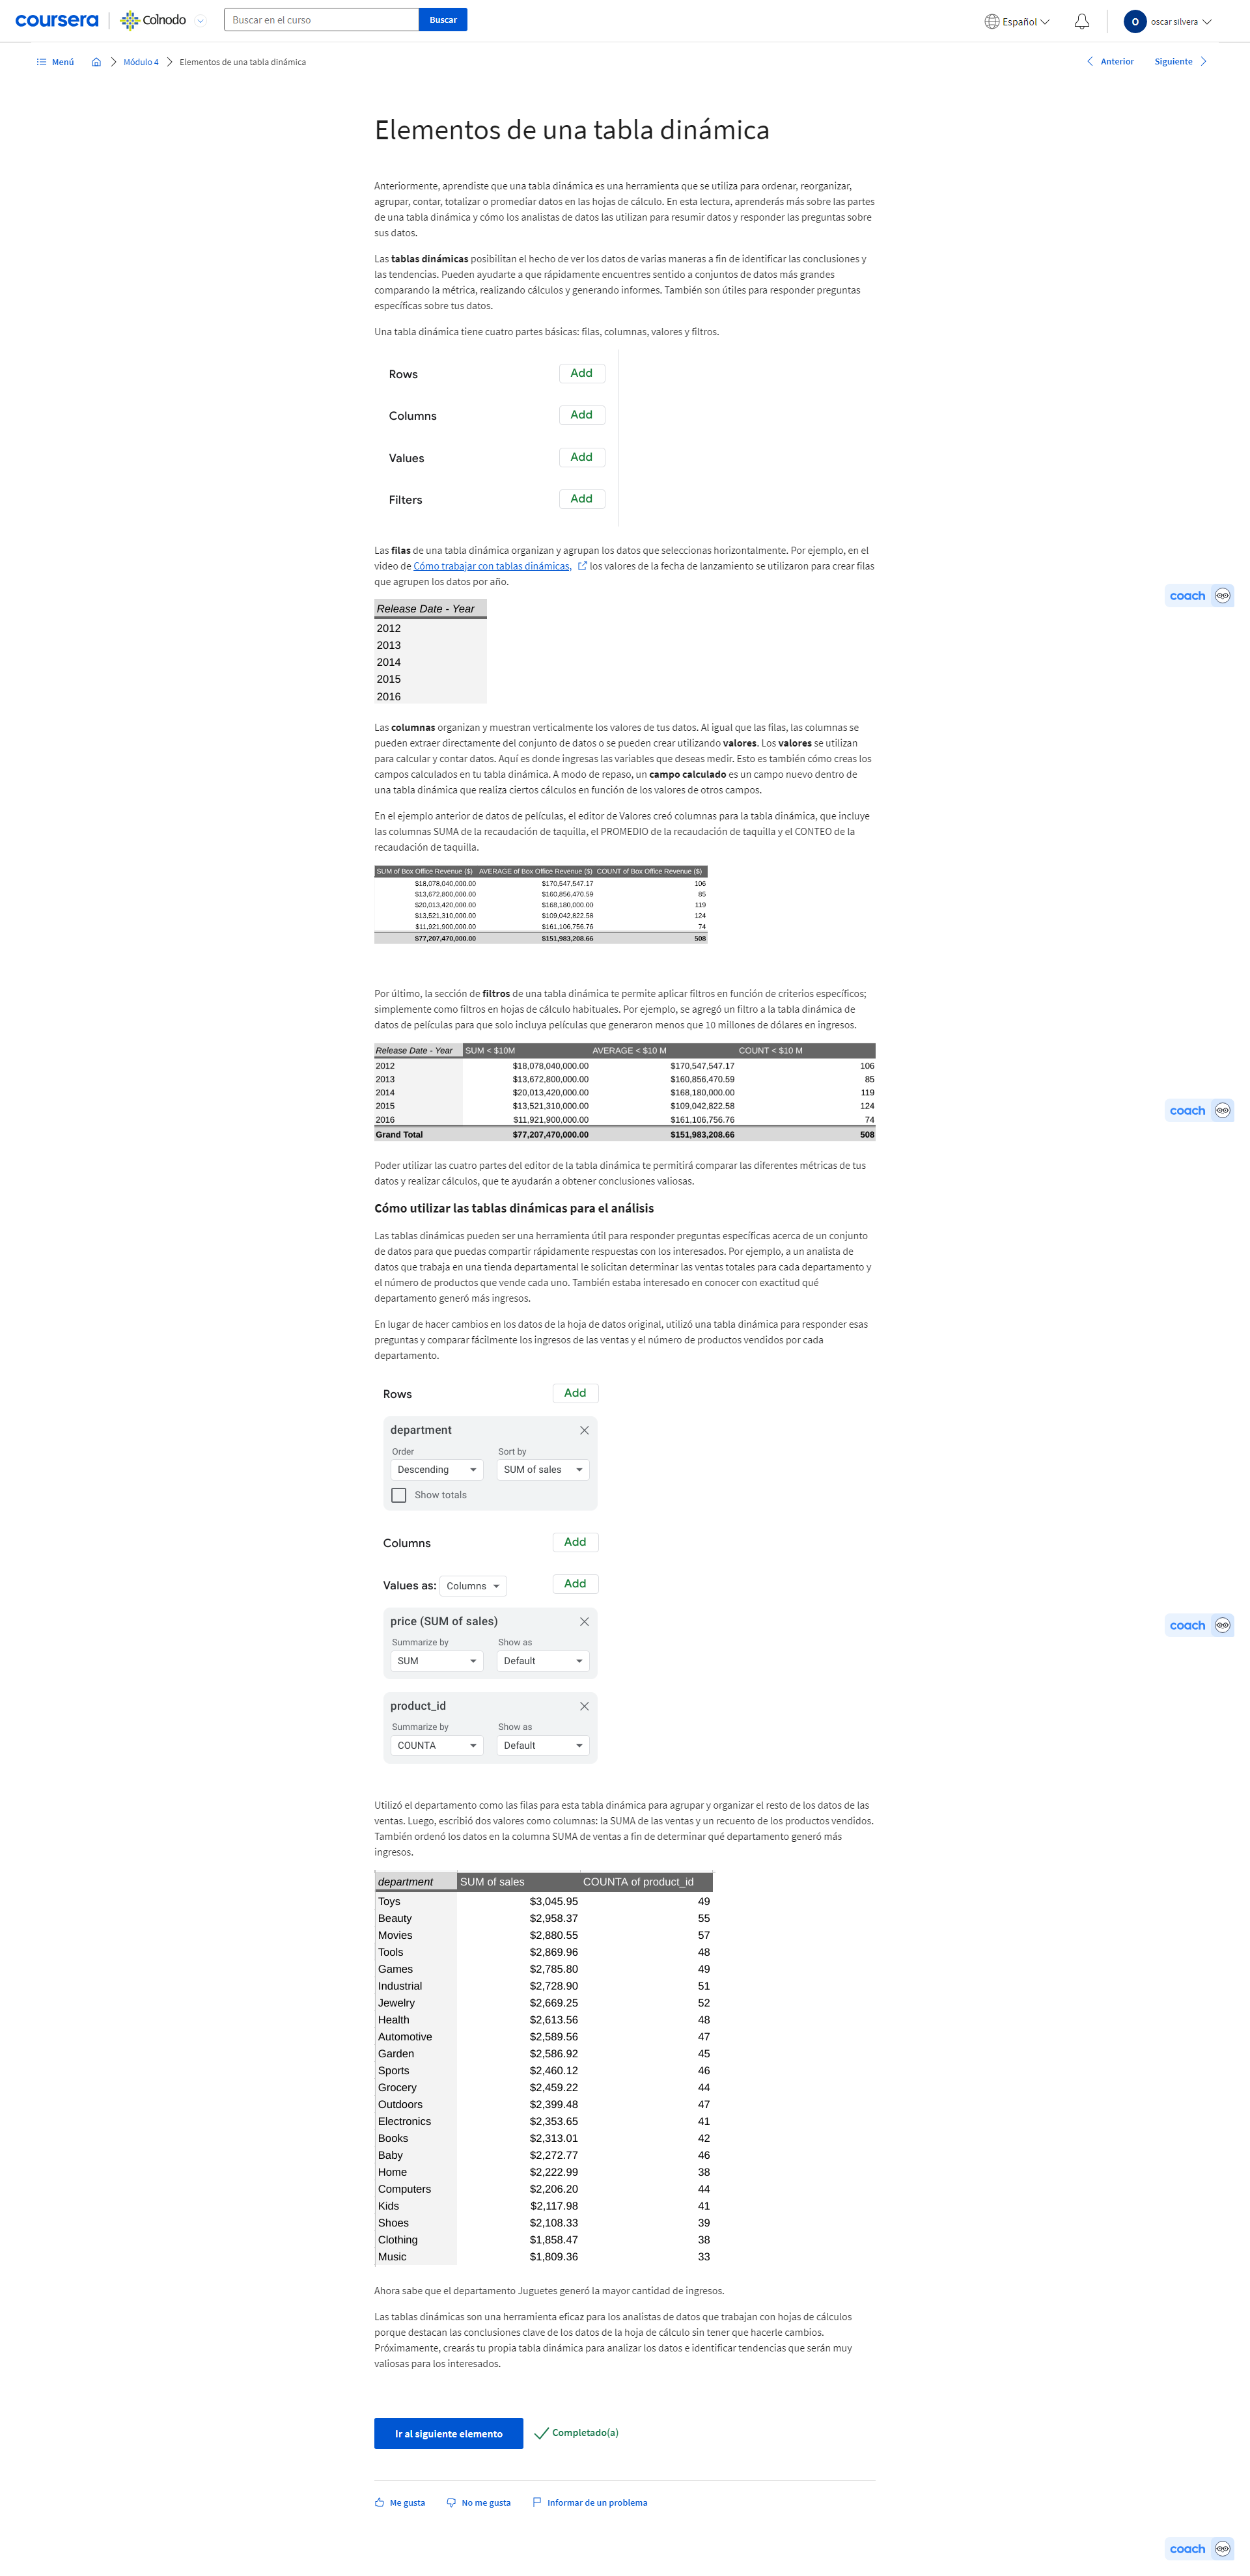 coursera
Colnodo
Buscar en el curso
Buscar
Español
O
oscar silvera
Menú
Módulo 4
Elementos de una tabla dinámica
Anterior
Siguiente
Elementos de una tabla dinámica
Anteriormente, aprendiste que una tabla dinámica es una herramienta que se utiliza para ordenar, reorganizar,
agrupar, contar, totalizar o promediar datos en las hojas de cálculo. En esta lectura, aprenderás más sobre las partes
de una tabla dinámica y cómo los analistas de datos las utilizan para resumir datos y responder las preguntas sobre
sus datos.
Las tablas dinámicas posibilitan el hecho de ver los datos de varias maneras a fin de identificar las conclusiones y
las tendencias. Pueden ayudarte a que rápidamente encuentres sentido a conjuntos de datos más grandes
comparando la métrica, realizando cálculos y generando informes. También son útiles para responder preguntas
específicas sobre tus datos.
Una tabla dinámica tiene cuatro partes básicas: filas, columnas, valores y filtros.
Rows Add
Columns Add
Values Add
Filters Add
Las filas de una tabla dinámica organizan y agrupan los datos que seleccionas horizontalmente. Por ejemplo, en el
video de Cómo trabajar con tablas dinámicas, los valores de la fecha de lanzamiento se utilizaron para crear filas
que agrupen los datos por año.
coach
Release Date - Year
2012
2013
2014
2015
2016
Las columnas organizan y muestran verticalmente los valores de tus datos. Al igual que las filas, las columnas se
pueden extraer directamente del conjunto de datos o se pueden crear utilizando valores. Los valores se utilizan
para calcular y contar datos. Aquí es donde ingresas las variables que deseas medir. Esto es también cómo creas los
campos calculados en tu tabla dinámica. A modo de repaso, un campo calculado es un campo nuevo dentro de
una tabla dinámica que realiza ciertos cálculos en función de los valores de otros campos.
En el ejemplo anterior de datos de películas, el editor de Valores creó columnas para la tabla dinámica, que incluye
las columnas SUMA de la recaudación de taquilla, el PROMEDIO de la recaudación de taquilla y el CONTEO de la
recaudación de taquilla.
SUM of Box Office Revenue ($) AVERAGE of Box Office Revenue ($) COUNT of Box Office Revenue ($)
$18,078,040,000.00 $170,547,547.17 106
$13,672,800,000.00 $160,856,470.59 85
$20,013,420,000.00 $168,180,000.00 119
$13,521,310,000.00 $109,042,822.58 124
$11,921,900,000.00 $161,106,756.76 74
$77,207,470,000.00 $151,983,208.66 508
Por último, la sección de filtros de una tabla dinámica te permite aplicar filtros en función de criterios específicos;
simplemente como filtros en hojas de cálculo habituales. Por ejemplo, se agregó un filtro a la tabla dinámica de
datos de películas para que solo incluya películas que generaron menos que 10 millones de dólares en ingresos.
Release Date - Year SUM < $10M AVERAGE < $10 M COUNT < $10 M
2012 $18,078,040,000.00 $170,547,547.17 106
2013 $13,672,800,000.00 $160,856,470.59 85
2014 $20,013,420,000.00 $168,180,000.00 119
coach
2015 $13,521,310,000.00 $109,042,822.58 124
2016 $11,921,900,000.00 $161,106,756.76 74
Grand Total $77,207,470,000.00 $151,983,208.66 508
Poder utilizar las cuatro partes del editor de la tabla dinámica te permitirá comparar las diferentes métricas de tus
datos y realizar cálculos, que te ayudarán a obtener conclusiones valiosas.
Cómo utilizar las tablas dinámicas para el análisis
Las tablas dinámicas pueden ser una herramienta útil para responder preguntas específicas acerca de un conjunto
de datos para que puedas compartir rápidamente respuestas con los interesados. Por ejemplo, a un analista de
datos que trabaja en una tienda departamental le solicitan determinar las ventas totales para cada departamento y
el número de productos que vende cada uno. También estaba interesado en conocer con exactitud qué
departamento generó más ingresos.
En lugar de hacer cambios en los datos de la hoja de datos original, utilizó una tabla dinámica para responder esas
preguntas y comparar fácilmente los ingresos de las ventas y el número de productos vendidos por cada
departamento.
Rows Add
department
Order Sort by
Descending SUM of sales
Show totals
Columns Add
Values as: Columns Add
price (SUM of sales)
coach
Summarize by Show as
SUM Default
product_id
Summarize by Show as
COUNTA Default
Utilizó el departamento como las filas para esta tabla dinámica para agrupar y organizar el resto de los datos de las
ventas. Luego, escribió dos valores como columnas: la SUMA de las ventas y un recuento de los productos vendidos.
También ordenó los datos en la columna SUMA de ventas a fin de determinar qué departamento generó más
ingresos.
department SUM of sales COUNTA of product_id
Toys $3,045.95 49
Beauty $2,958.37 55
Movies $2,880.55 57
Tools $2,869.96 48
Games $2,785.80 49
Industrial $2,728.90 51
Jewelry $2,669.25 52
Health $2,613.56 48
Automotive $2,589.56 47
Garden $2,586.92 45
Sports $2,460.12 46
Grocery $2,459.22 44
Outdoors $2,399.48 47
Electronics $2,353.65 41
Books $2,313.01 42
Baby $2,272.77 46
Home $2,222.99 38
Computers $2,206.20 44
Kids $2,117.98 41
Shoes $2,108.33 39
Clothing $1,858.47 38
Music $1,809.36 33
Ahora sabe que el departamento Juguetes generó la mayor cantidad de ingresos.
Las tablas dinámicas son una herramienta eficaz para los analistas de datos que trabajan con hojas de cálculos
porque destacan las conclusiones clave de los datos de la hoja de cálculo sin tener que hacerle cambios.
Próximamente, crearás tu propia tabla dinámica para analizar los datos e identificar tendencias que serán muy
valiosas para los interesados.
Ir al siguiente elemento
Completado(a)
Me gusta
No me gusta
Informar de un problema
coach